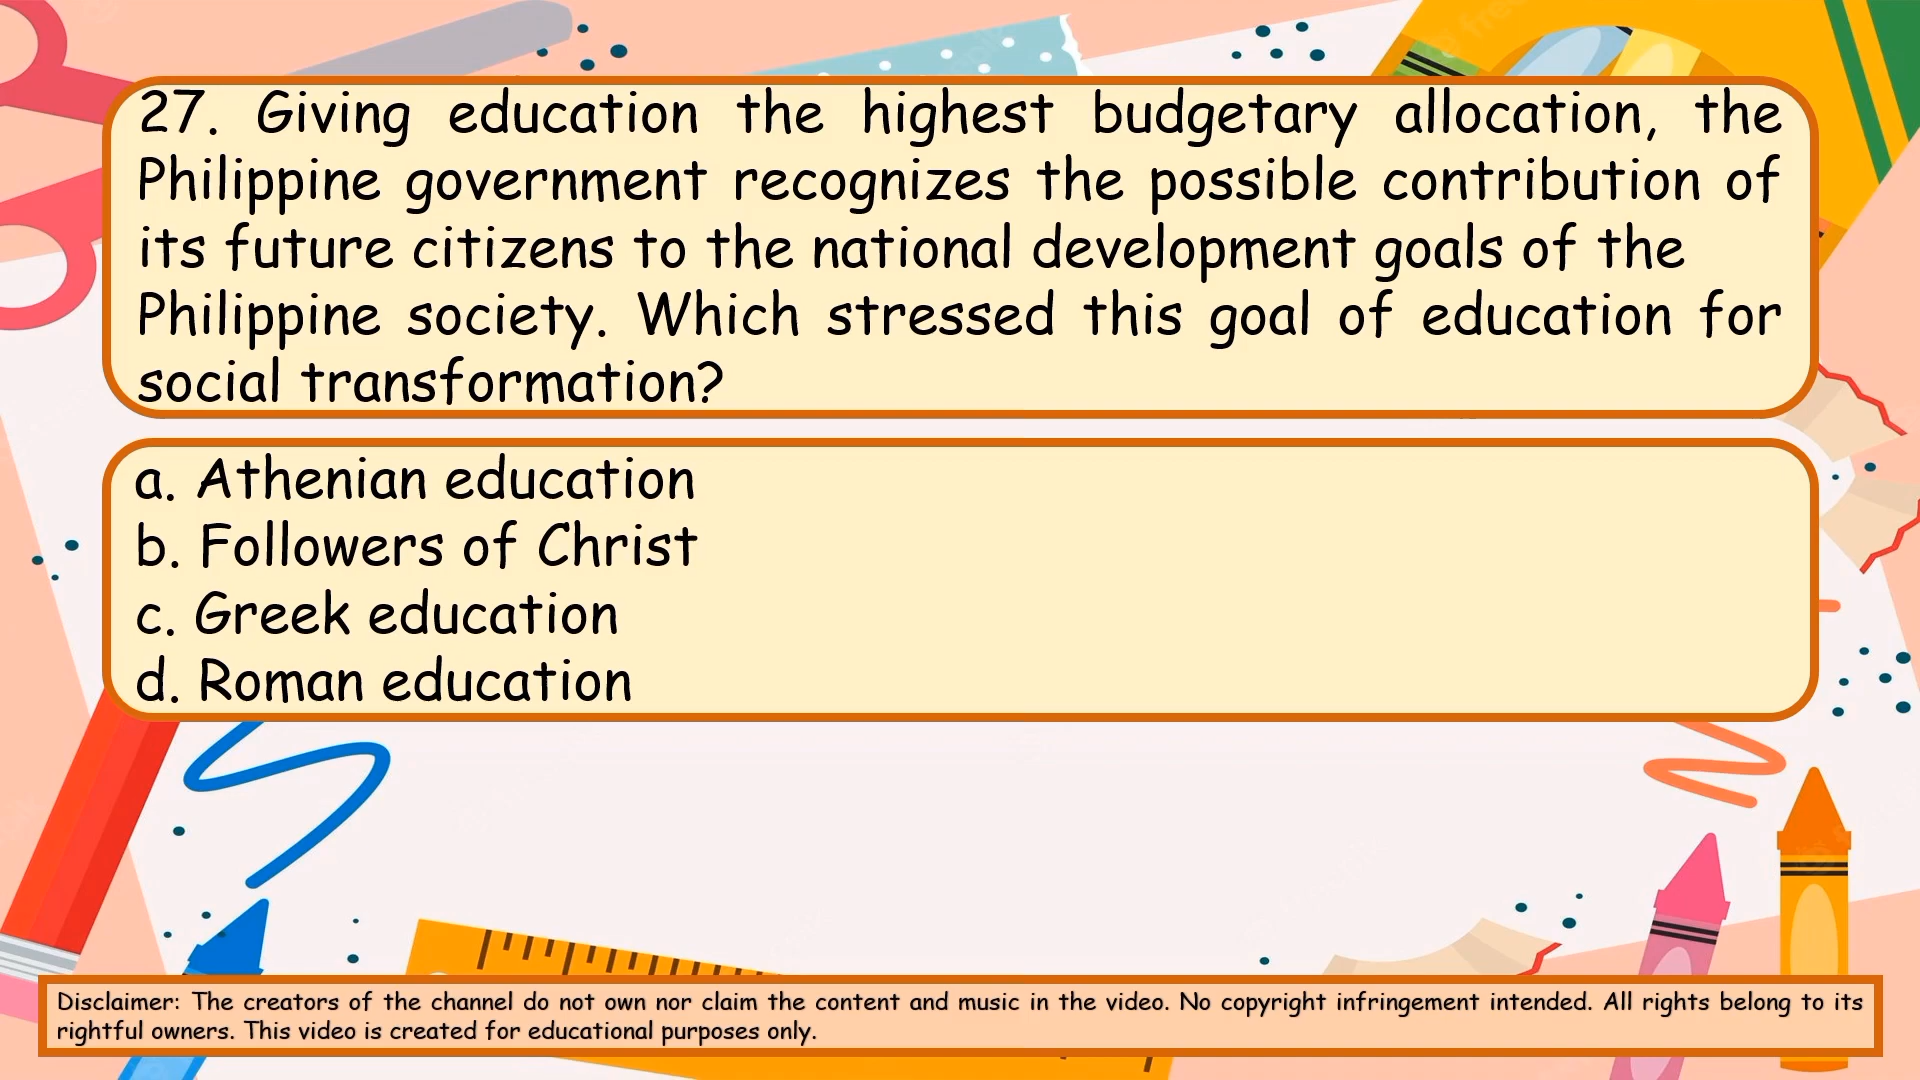 27. Giving education the highest budgetary allocation, the
Philippine government recognizes the possible contribution of
its future citizens to the national development goals of the
Philippine society. Which stressed this goal of education for
social transformation?
a. Athenian education
b. Followers of Christ
c. Greek education
d. Roman education
Disclaimer: The creators of the channel do not own nor claim the content and music in the video. No copyright infringement intended. All rights belong to its
rightful owners. This video is created for educational purposes only.